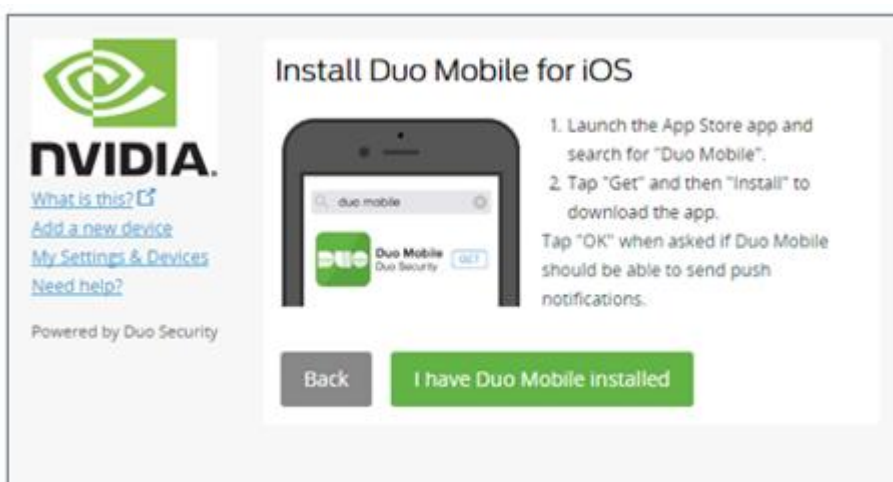 NVIDIA.
What is this?
Add a new device
My Settings & Devices
Need help?
Powered by Duo Security
Install Duo Mobile for iOS
duo mobile
DUO
Duo Mobile
Duo Security
GET
1. Launch the App Store app and
search for "Duo Mobile".
2. Tap "Get" and then "Install" to
download the app.
Tap "OK" when asked if Duo Mobile
should be able to send push
notifications.
Back
I have Duo Mobile installed